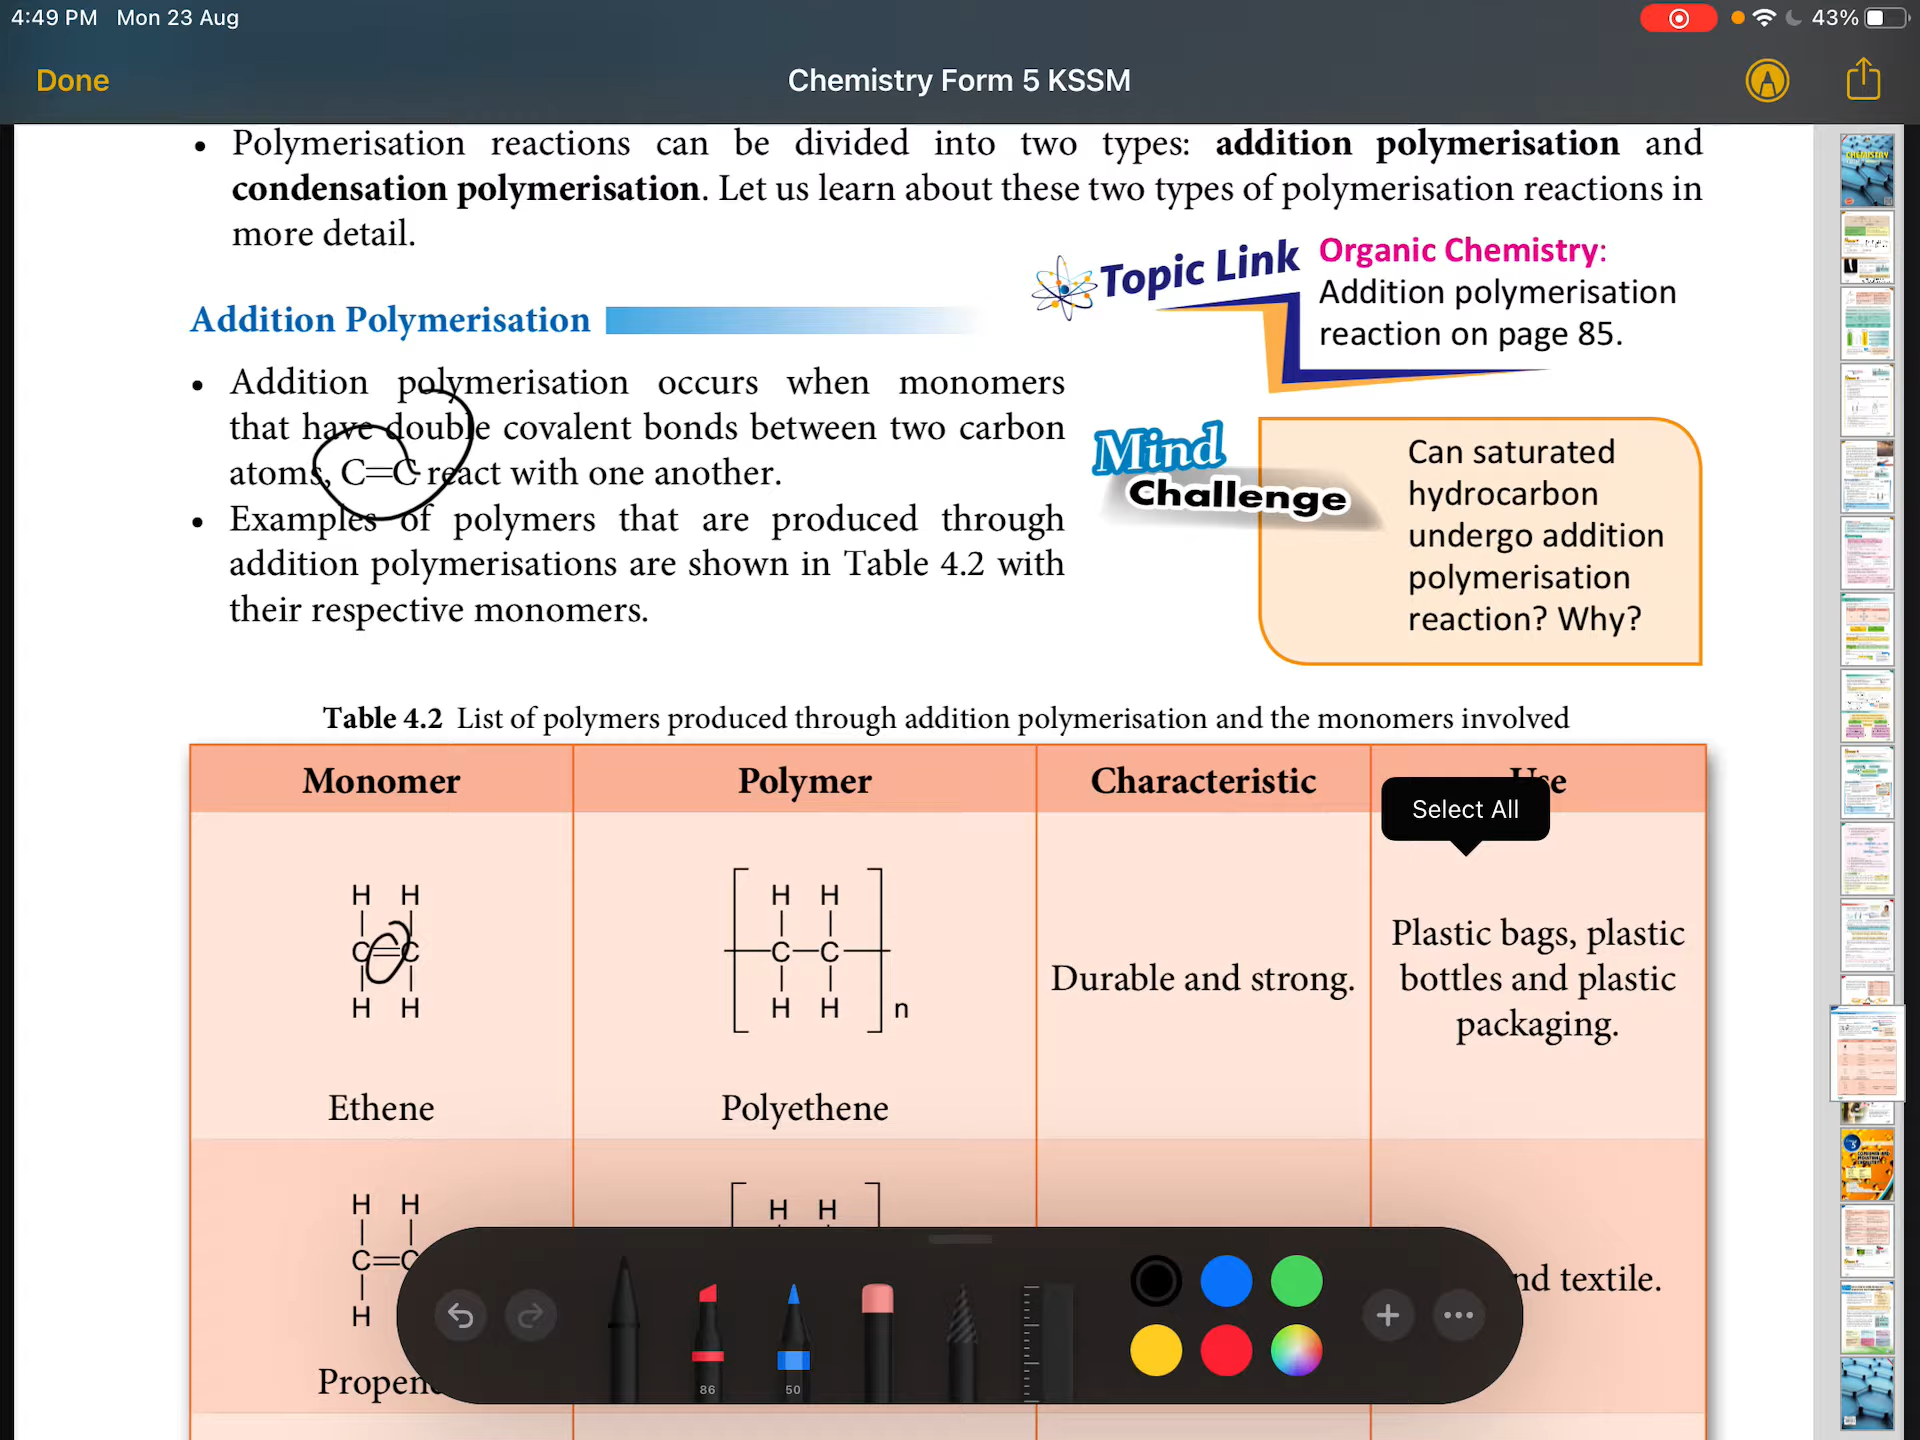 4:49 PM Mon 23 Aug
43%
Done
Chemistry Form 5 KSSM
• Polymerisation reactions can be divided into two types: addition polymerisation and
condensation polymerisation. Let us learn about these two types of polymerisation reactions in
more detail.
Topic Link
Organic Chemistry:
Addition polymerisation
reaction on page 85.
Addition Polymerisation
• Addition polymerisation occurs when monomers
that have double covalent bonds between two carbon
atoms, C=C react with one another.
• Examples of polymers that are produced through
addition polymerisations are shown in Table 4.2 with
their respective monomers.
Mind
Challenge
Can saturated
hydrocarbon
undergo addition
polymerisation
reaction? Why?
Table 4.2 List of polymers produced through addition polymerisation and the monomers involved
Monomer Polymer Characteristic Use
Select All
H H
C=C
H H
Ethene
H H
C-C
H H
n
Polyethene
Durable and strong.
Plastic bags, plastic
bottles and plastic
packaging.
H H
C=C
H
Propene
H H
nd textile.
86
50